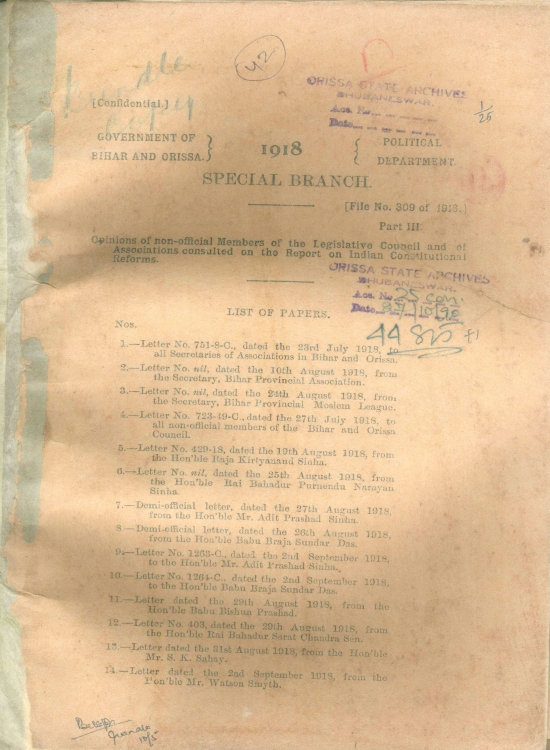 42
ORISSA STATE ARCHIVES
BHUBANESWAR.
Acs. No.
Date
1/25
[Confidential.]
GOVERNMENT OF } 1918 { POLITICAL
BIHAR AND ORISSA. } { DEPARTMENT.
SPECIAL BRANCH.
[File No. 309 of 1918.]
Part III.
Opinions of non-official Members of the Legislative Council and of
Associations consulted on the Report on Indian Constitutional
Reforms.
ORISSA STATE ARCHIVES
BHUBANESWAR.
Acs. No. 25 con.
Date
LIST OF PAPERS.
Nos.
1.—Letter No. 751-8-C., dated the 23rd July 1918, to
all Secretaries of Associations in Bihar and Orissa.
2.—Letter No. nil, dated the 10th August 1918, from
the Secretary, Bihar Provincial Association.
3.—Letter No. nil, dated the 24th August 1918, from
the Secretary, Bihar Provincial Moslem League.
4.—Letter No. 723-49-C., dated the 27th July 1918, to
all non-official members of the Bihar and Orissa
Council.
5.—Letter No. 429-18, dated the 19th August 1918, from
the Hon'ble Raja Kirtyanand Sinha.
6.—Letter No. nil, dated the 25th August 1918, from
the Hon'ble Rai Bahadur Purnendu Narayan
Sinha.
7.—Demi-official letter, dated the 27th August 1918,
from the Hon'ble Mr. Adit Prashad Sinha.
8.—Demi-official letter, dated the 26th August 1918,
from the Hon'ble Babu Braja Sundar Das.
9.—Letter No. 1263-C., dated the 2nd September 1918,
to the Hon'ble Mr. Adit Prashad Sinha.
10.—Letter No. 1264-C., dated the 2nd September 1918,
to the Hon'ble Babu Braja Sundar Das.
11.—Letter dated the 29th August 1918, from the
Hon'ble Babu Bishun Prashad.
12.—Letter No. 403, dated the 29th August 1918, from
the Hon'ble Rai Bahadur Sarat Chandra Sen.
13.—Letter dated the 31st August 1918, from the Hon'ble
Mr. S. K. Sahay.
14.—Letter dated the 2nd September 1918, from the
Hon'ble Mr. Watson Smyth.